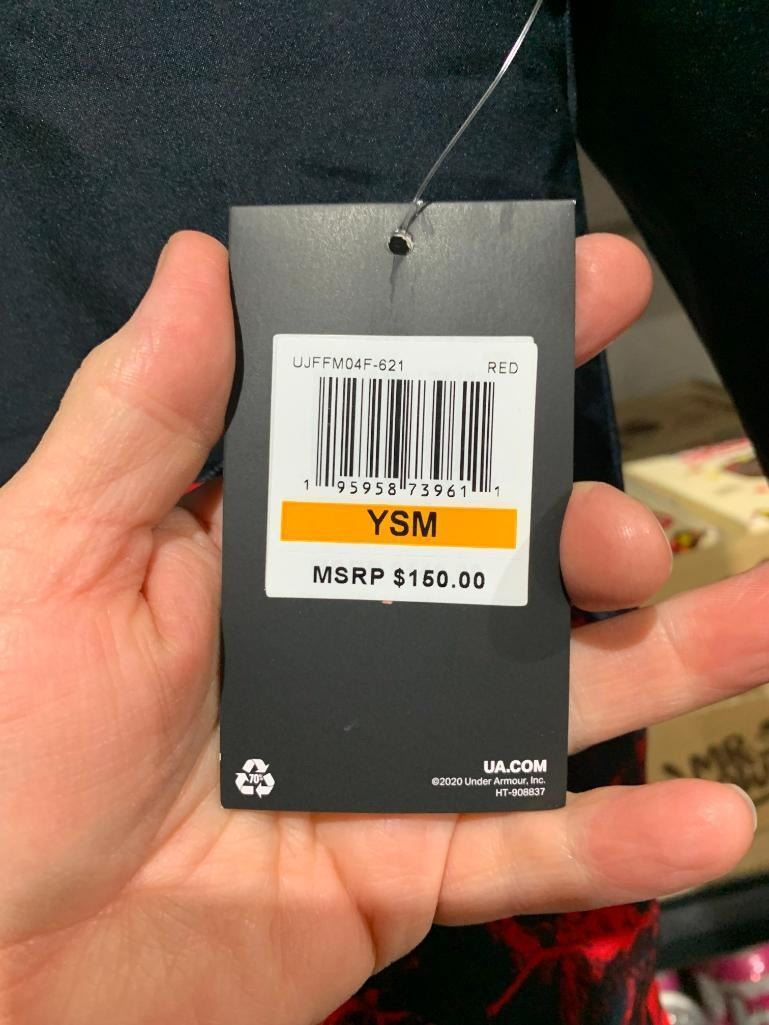 UJFFM04F-621 RED
1 95958 73961 1
YSM
MSRP $150.00
70%
UA.COM
©2020 Under Armour, Inc.
HT-908837
MR.